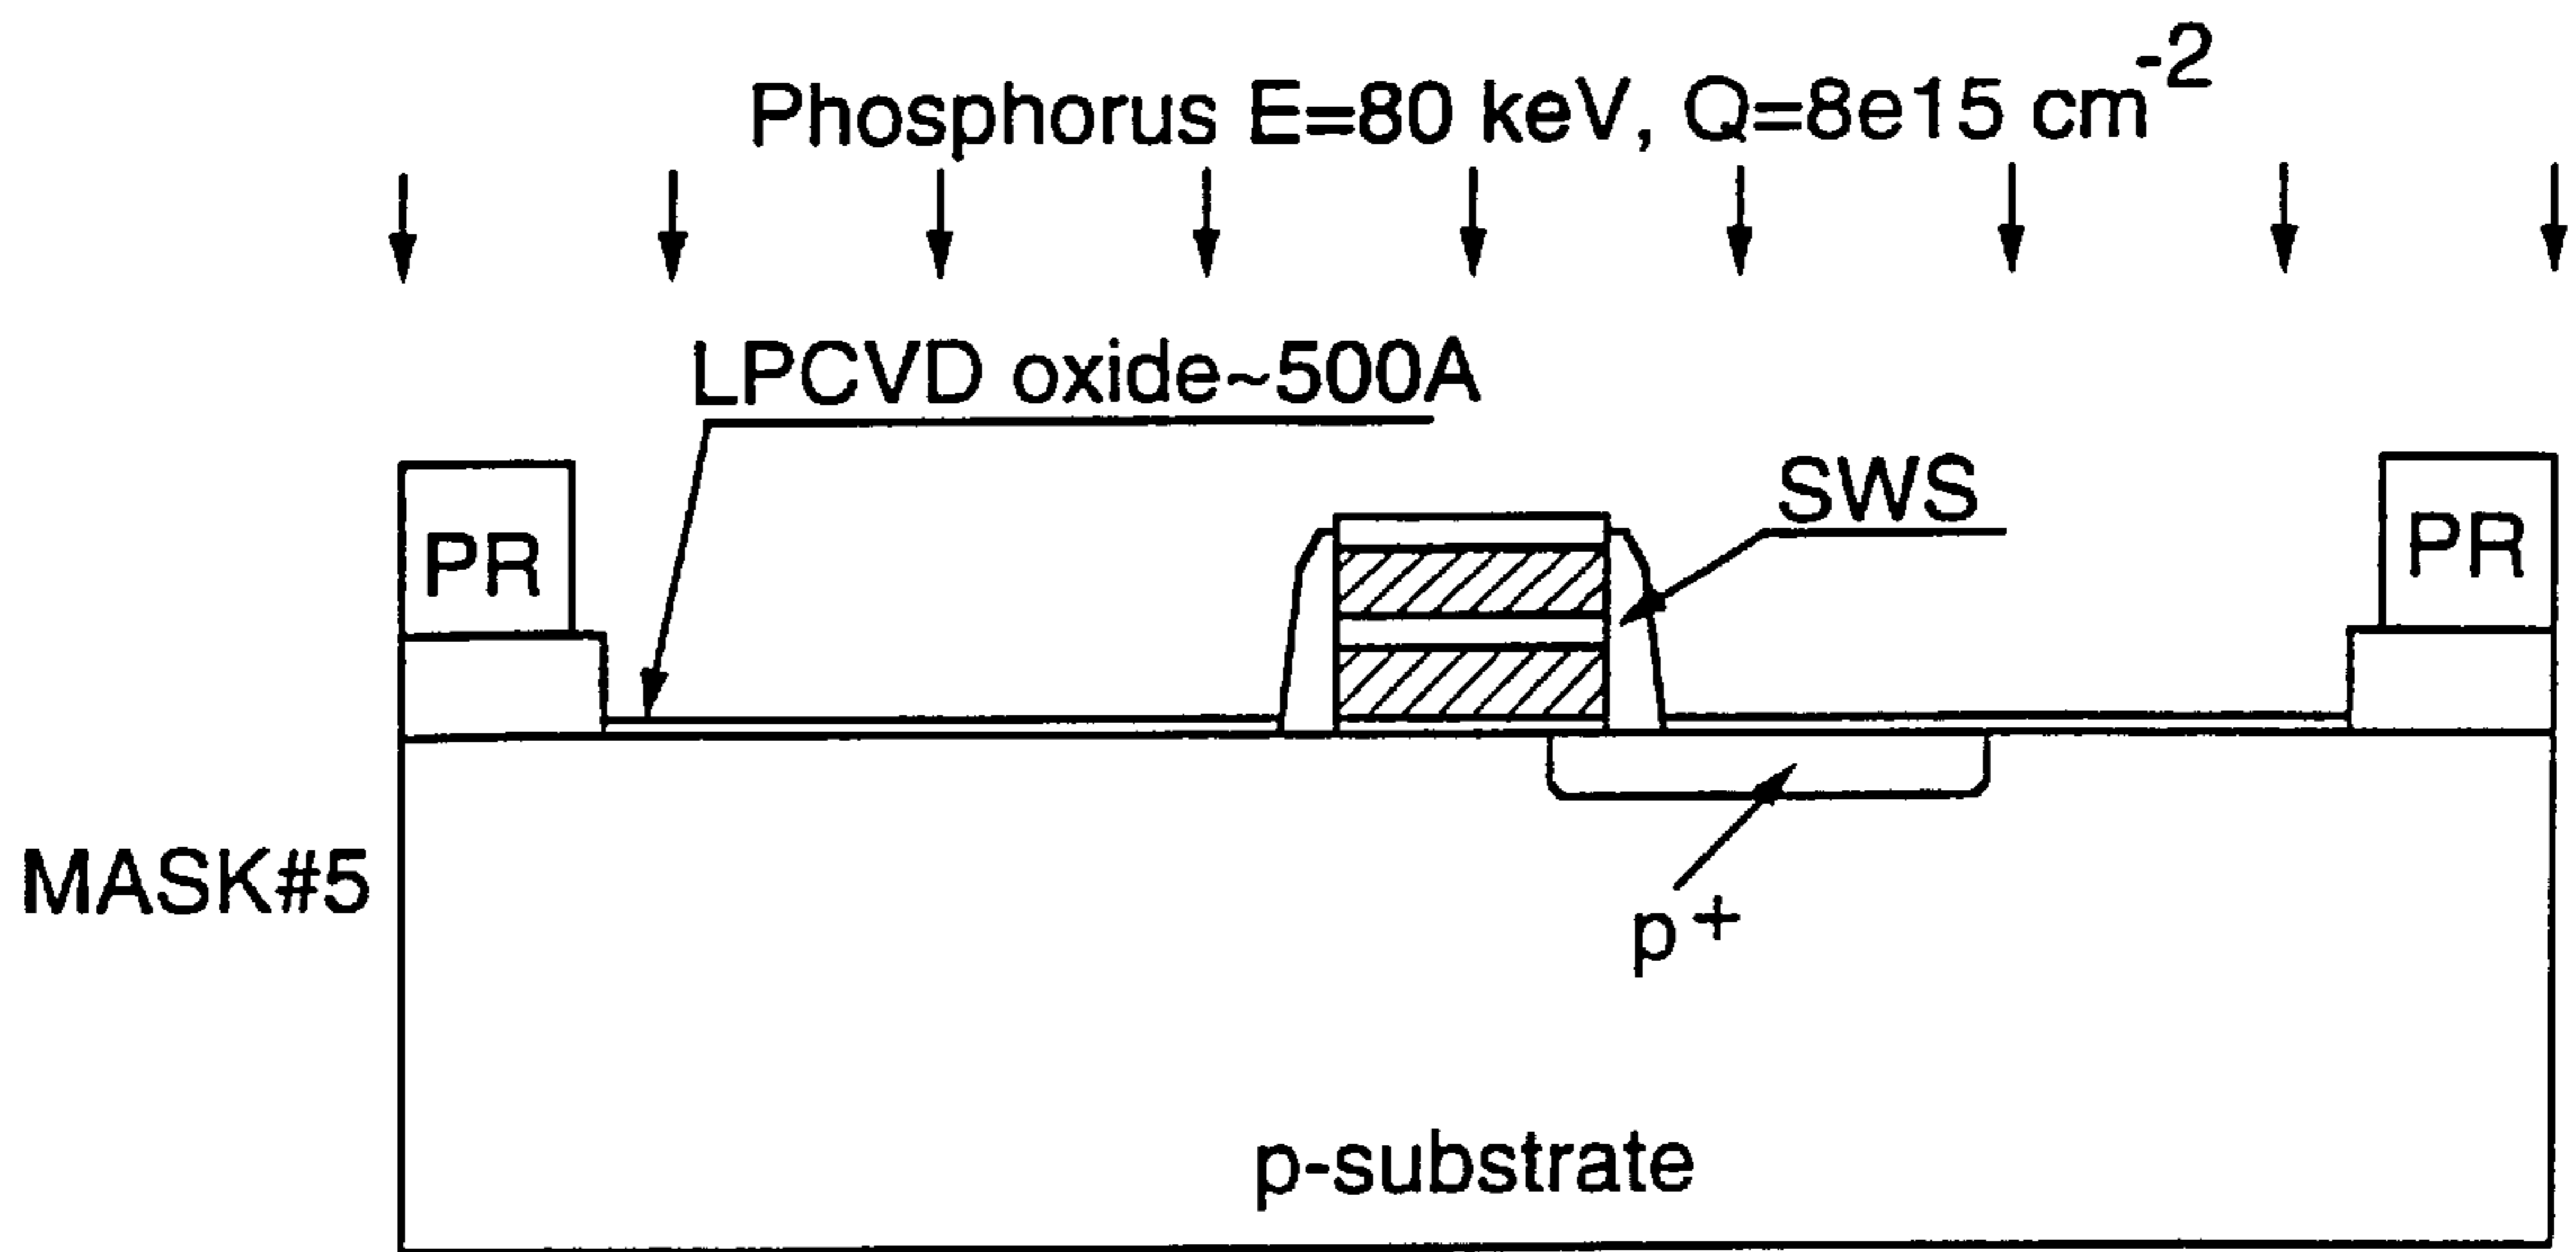 Phosphorus E=80 keV, Q=8e15 cm⁻²
LPCVD oxide~500A
SWS
PR
PR
MASK#5
p⁺
p-substrate